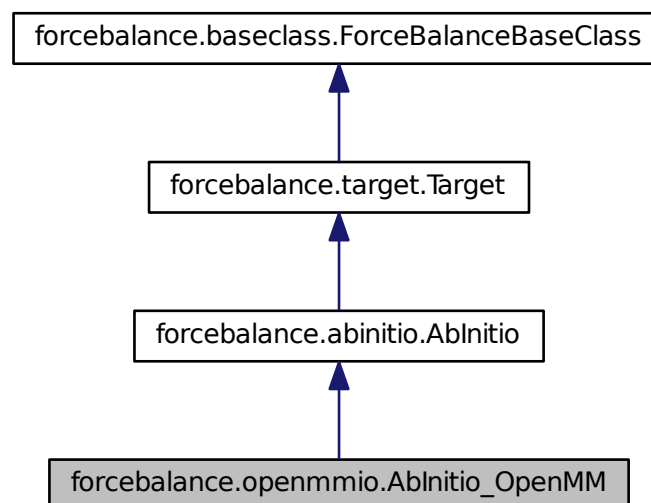 forcebalance.baseclass.ForceBalanceBaseClass
forcebalance.target.Target
forcebalance.abinitio.AbInitio
forcebalance.openmmio.AbInitio_OpenMM